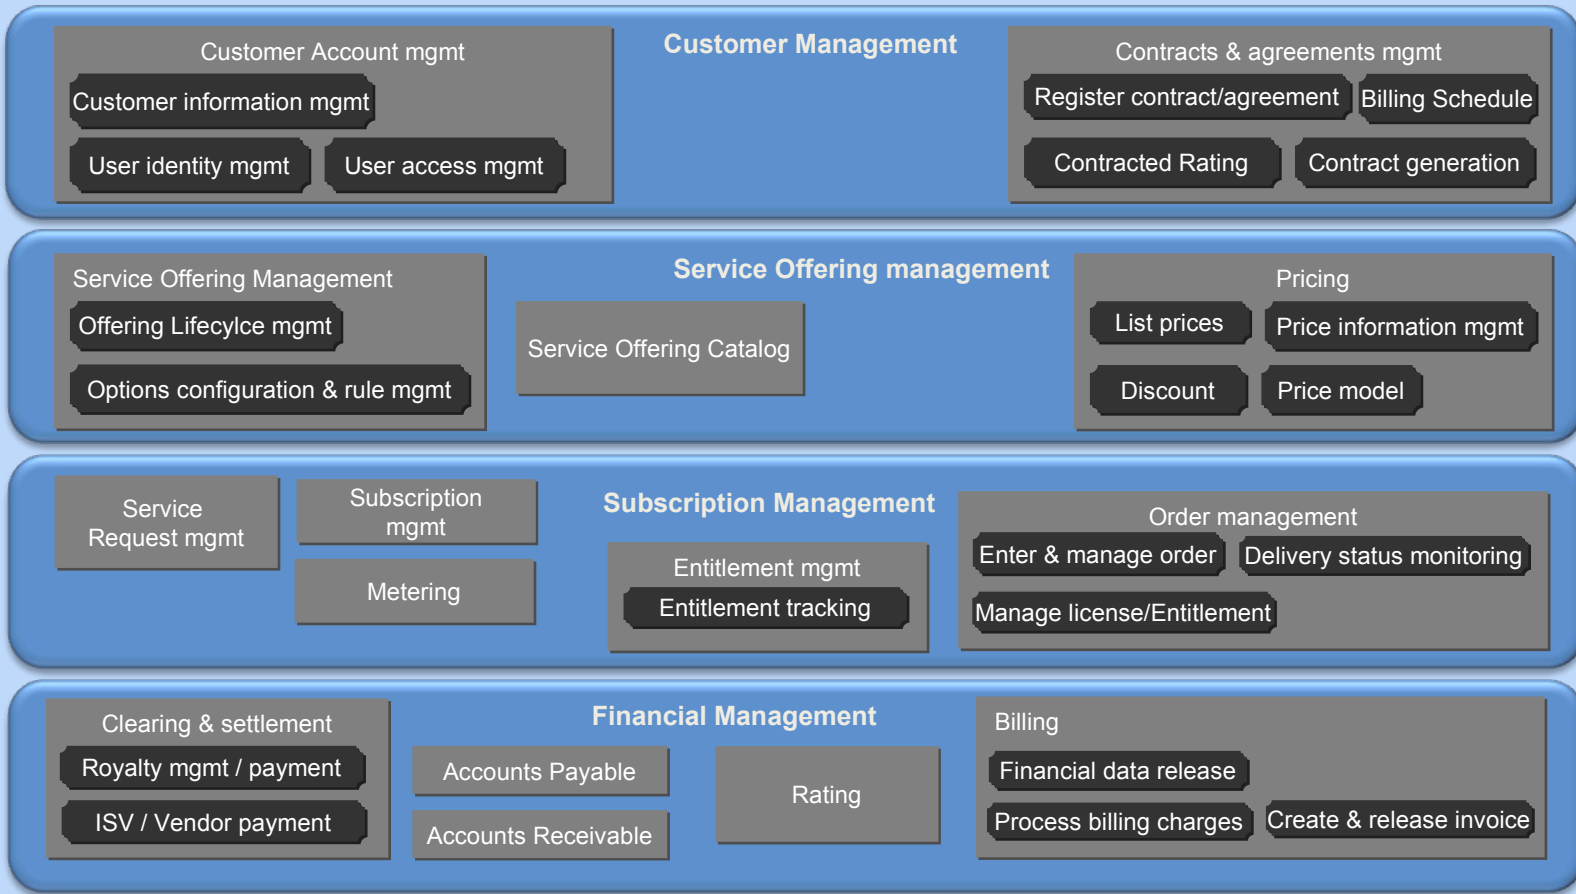 Customer Management
Customer Account mgmt
Customer information mgmt
User identity mgmt
User access mgmt
Contracts & agreements mgmt
Register contract/agreement
Billing Schedule
Contracted Rating
Contract generation
Service Offering management
Service Offering Management
Offering Lifecylce mgmt
Options configuration & rule mgmt
Service Offering Catalog
Pricing
List prices
Price information mgmt
Discount
Price model
Subscription Management
Service
Request mgmt
Subscription
mgmt
Metering
Entitlement mgmt
Entitlement tracking
Order management
Enter & manage order
Delivery status monitoring
Manage license/Entitlement
Financial Management
Clearing & settlement
Royalty mgmt / payment
ISV / Vendor payment
Accounts Payable
Accounts Receivable
Rating
Billing
Financial data release
Process billing charges
Create & release invoice